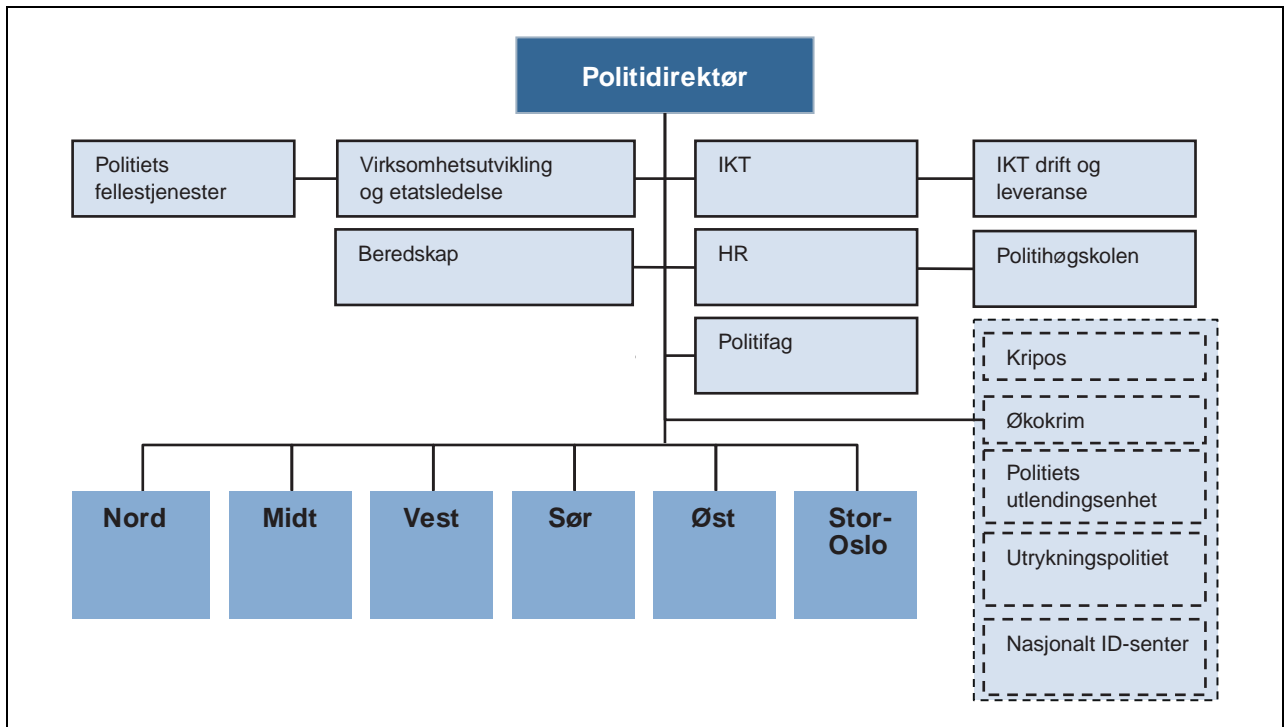 Politidirektør
Politiets
fellestjenester
Virksomhetsutvikling
og etatsledelse
IKT
IKT drift og
leveranse
Beredskap
HR
Politihøgskolen
Politifag
Kripos
Økokrim
Politiets
utlendingsenhet
Utrykningspolitiet
Nasjonalt ID-senter
Nord
Midt
Vest
Sør
Øst
Stor-
Oslo